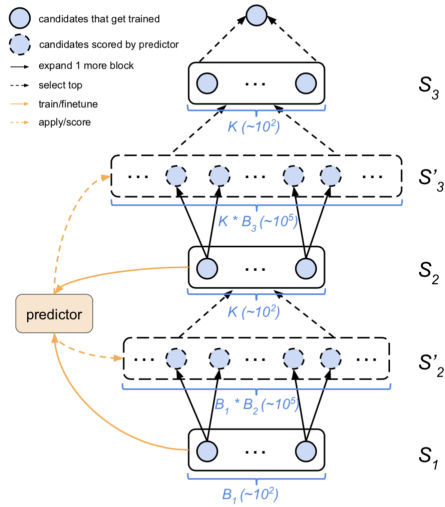 candidates that get trained
candidates scored by predictor
expand 1 more block
select top
train/finetune
apply/score
S₃
K (~10²)
S'₃
K * B₃ (~10⁵)
S₂
K (~10²)
predictor
S'₂
B₁ * B₂ (~10⁵)
S₁
B₁ (~10²)